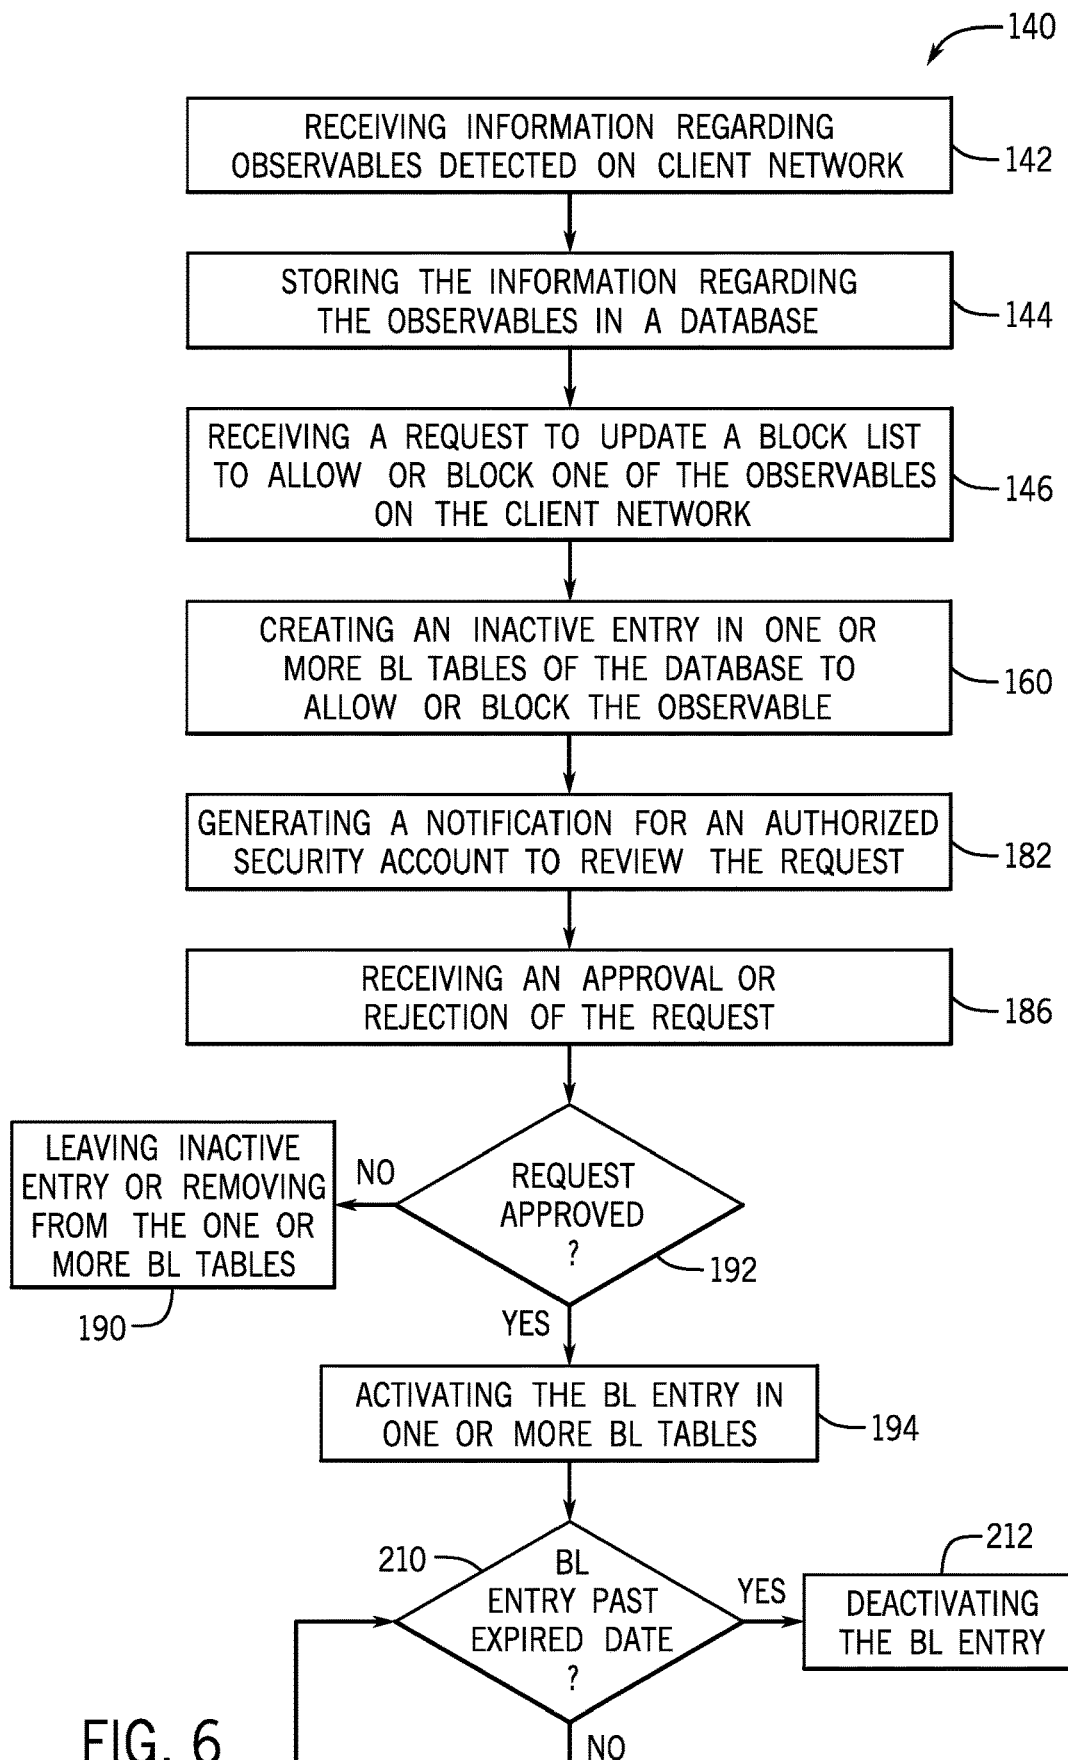 140
RECEIVING INFORMATION REGARDING
OBSERVABLES DETECTED ON CLIENT NETWORK
142
STORING THE INFORMATION REGARDING
THE OBSERVABLES IN A DATABASE
144
RECEIVING A REQUEST TO UPDATE A BLOCK LIST
TO ALLOW OR BLOCK ONE OF THE OBSERVABLES
ON THE CLIENT NETWORK
146
CREATING AN INACTIVE ENTRY IN ONE OR
MORE BL TABLES OF THE DATABASE TO
ALLOW OR BLOCK THE OBSERVABLE
160
GENERATING A NOTIFICATION FOR AN AUTHORIZED
SECURITY ACCOUNT TO REVIEW THE REQUEST
182
RECEIVING AN APPROVAL OR
REJECTION OF THE REQUEST
186
LEAVING INACTIVE
ENTRY OR REMOVING
FROM THE ONE OR
MORE BL TABLES
190
NO
REQUEST
APPROVED
?
192
YES
ACTIVATING THE BL ENTRY IN
ONE OR MORE BL TABLES
194
210
BL
ENTRY PAST
EXPIRED DATE
?
YES
212
DEACTIVATING
THE BL ENTRY
NO
FIG. 6